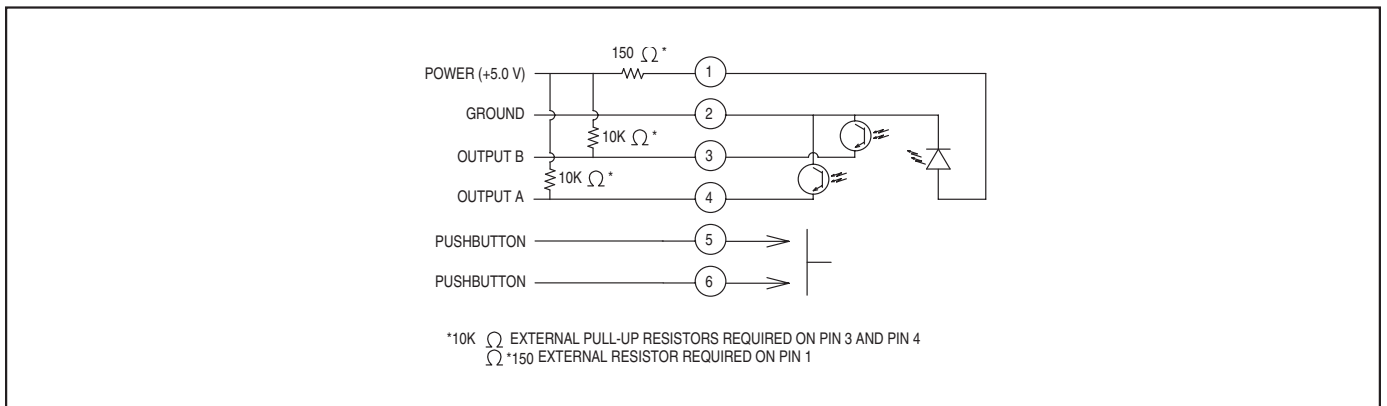 150 Ω *
POWER (+5.0 V)
1
GROUND
2
10K Ω *
OUTPUT B
3
10K Ω *
OUTPUT A
4
PUSHBUTTON
5
PUSHBUTTON
6
*10K Ω EXTERNAL PULL-UP RESISTORS REQUIRED ON PIN 3 AND PIN 4
Ω *150 EXTERNAL RESISTOR REQUIRED ON PIN 1